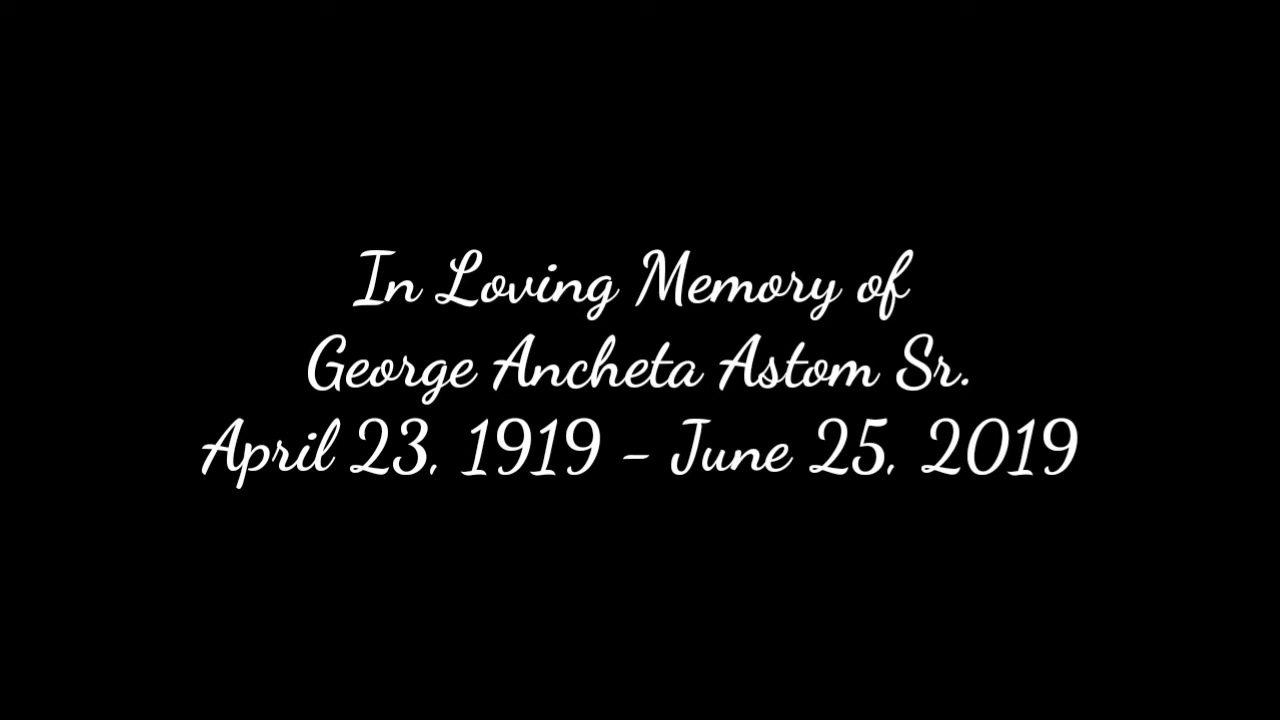 In Loving Memory of
George Ancheta Astom Sr.
April 23, 1919 - June 25, 2019